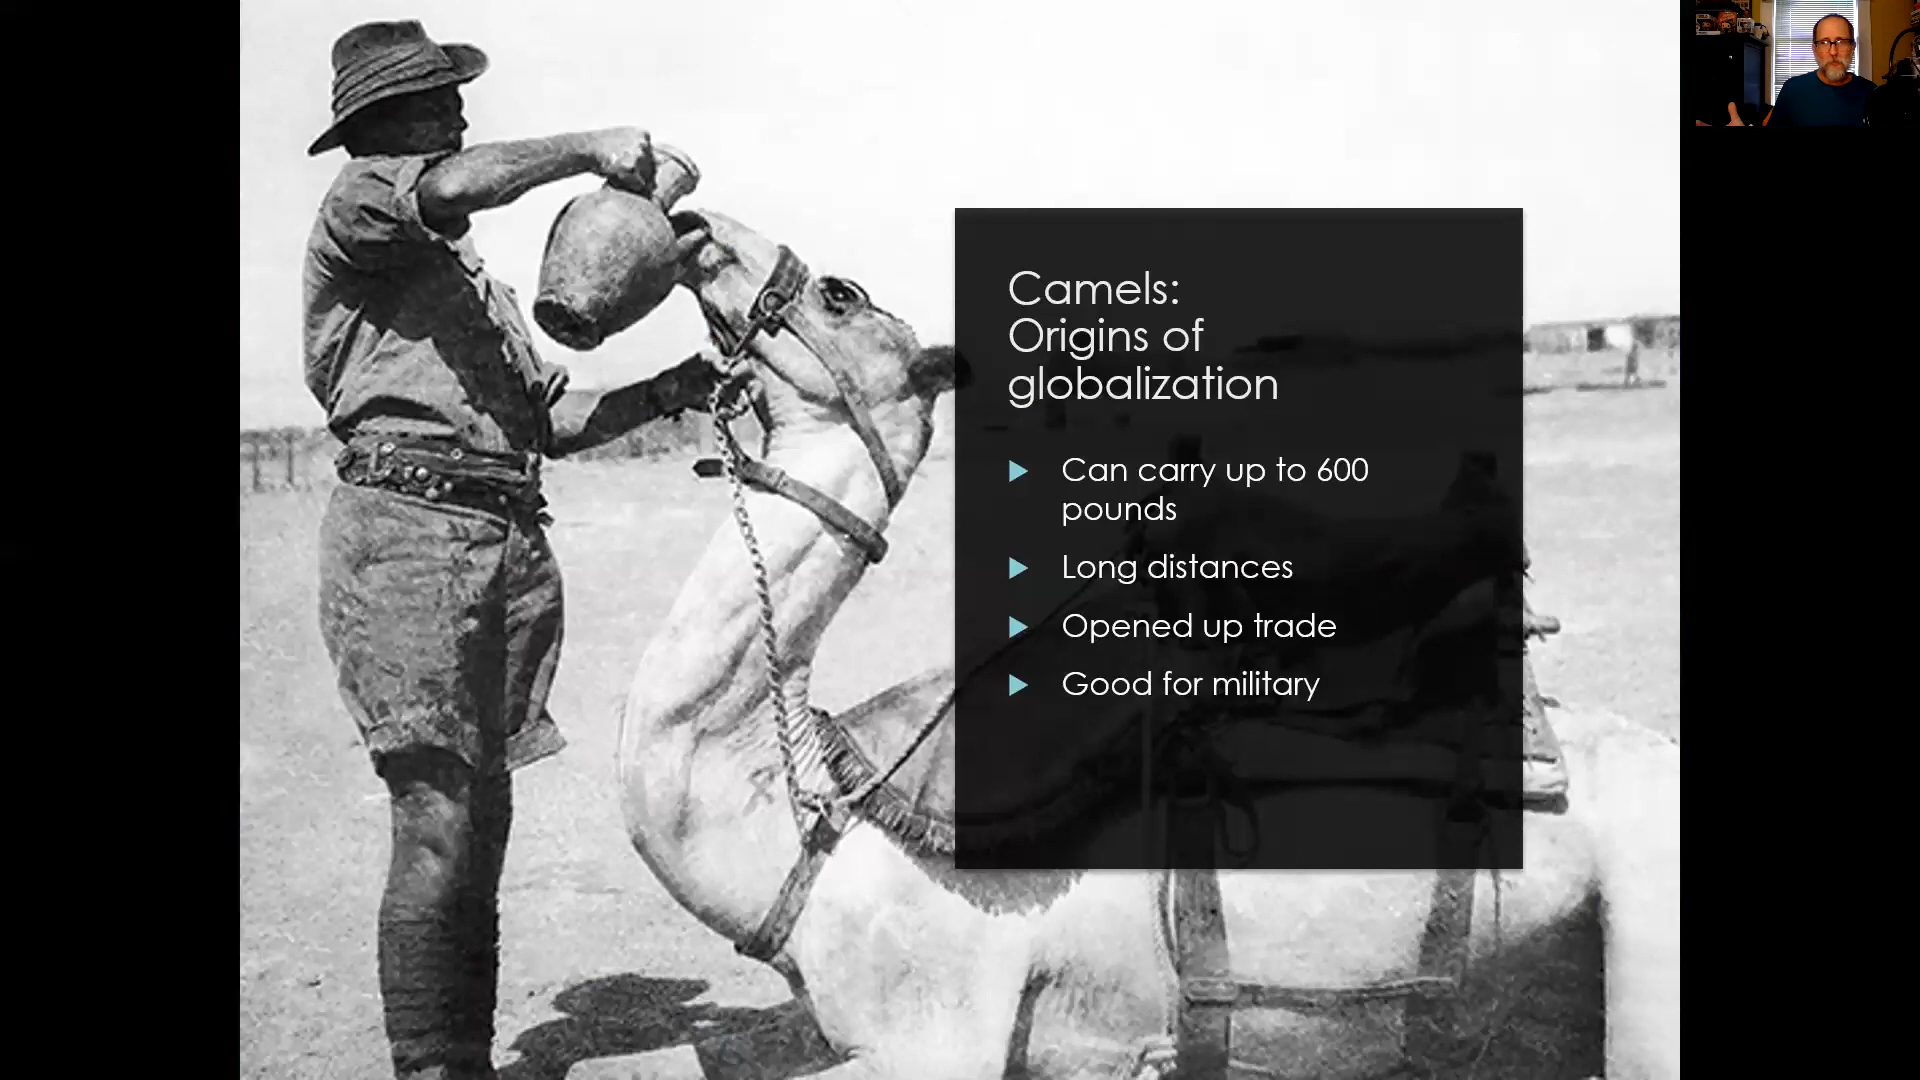 Camels:
Origins of
globalization
Can carry up to 600
pounds
Long distances
Opened up trade
Good for military